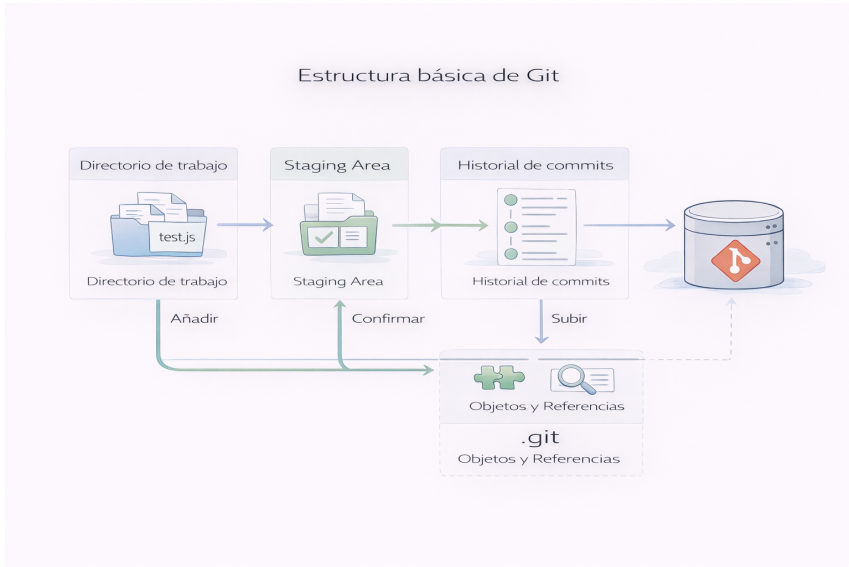 Estructura básica de Git
Directorio de trabajo
Staging Area
Historial de commits
test.js
Directorio de trabajo
Staging Area
Historial de commits
Añadir
Confirmar
Subir
Objetos y Referencias
.git
Objetos y Referencias